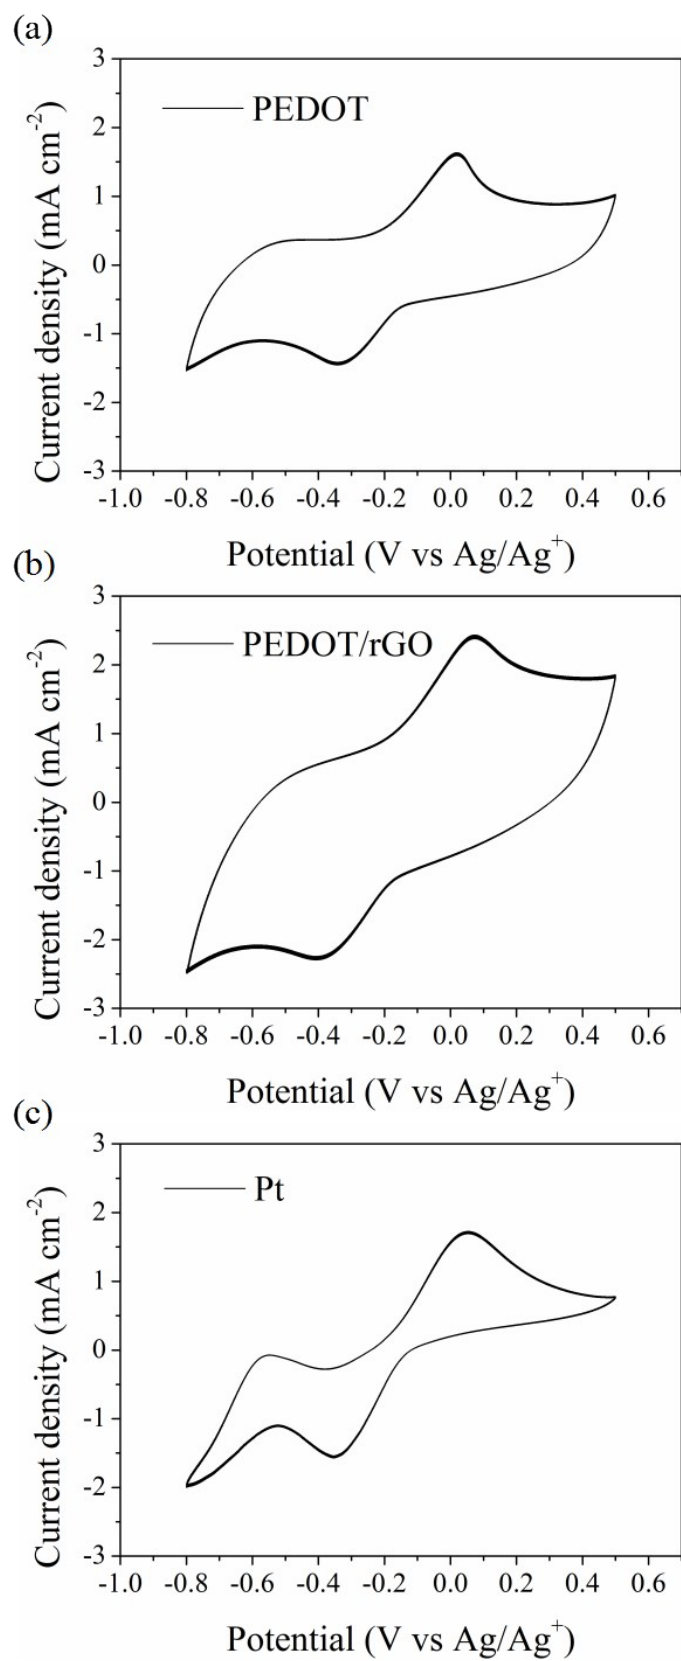 (a)
3
2
1
0
-1
-2
-3
Current density (mA cm⁻²)
PEDOT
-1.0 -0.8 -0.6 -0.4 -0.2 0.0 0.2 0.4 0.6
Potential (V vs Ag/Ag⁺)
(b)
3
2
1
0
-1
-2
-3
Current density (mA cm⁻²)
PEDOT/rGO
-1.0 -0.8 -0.6 -0.4 -0.2 0.0 0.2 0.4 0.6
Potential (V vs Ag/Ag⁺)
(c)
3
2
1
0
-1
-2
-3
Current density (mA cm⁻²)
Pt
-1.0 -0.8 -0.6 -0.4 -0.2 0.0 0.2 0.4 0.6
Potential (V vs Ag/Ag⁺)